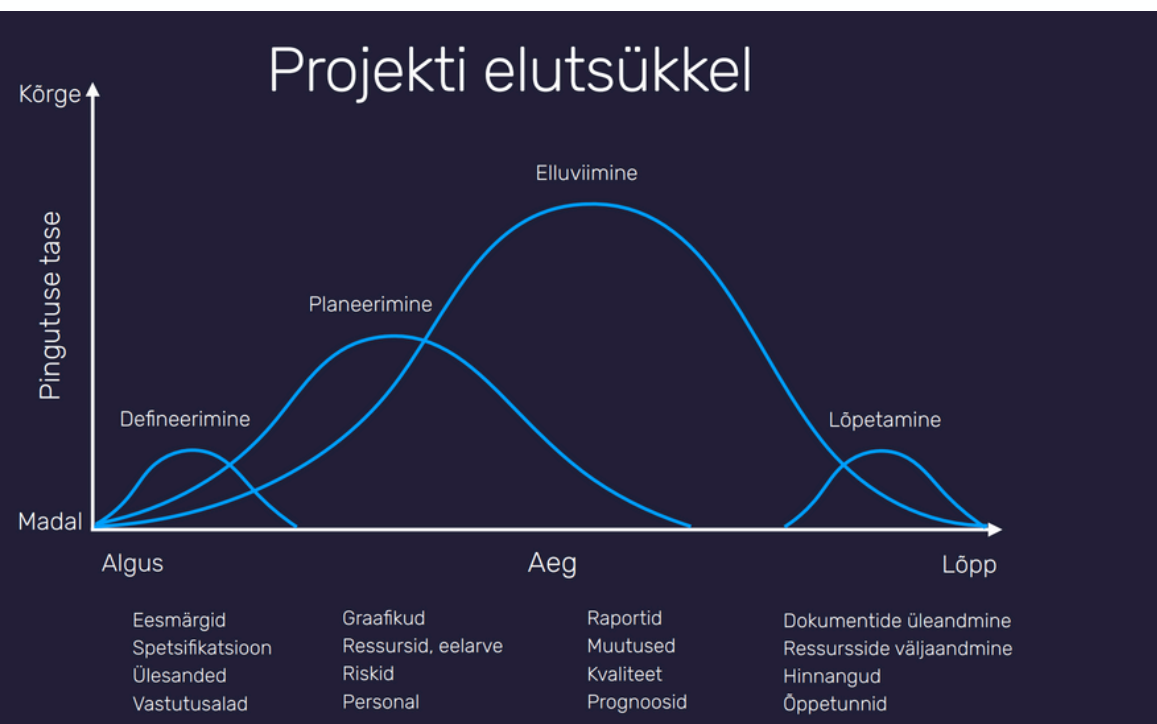 Projekti elutsükkel
Kõrge
Elluviimine
Pingutuse tase
Planeerimine
Defineerimine
Lõpetamine
Madal
Algus
Aeg
Lõpp
Eesmärgid
Spetsifikatsioon
Ülesanded
Vastutusalad
Graafikud
Ressursid, eelarve
Riskid
Personal
Raportid
Muutused
Kvaliteet
Prognoosid
Dokumentide üleandmine
Ressursside väljaandmine
Hinnangud
Õppetunnid